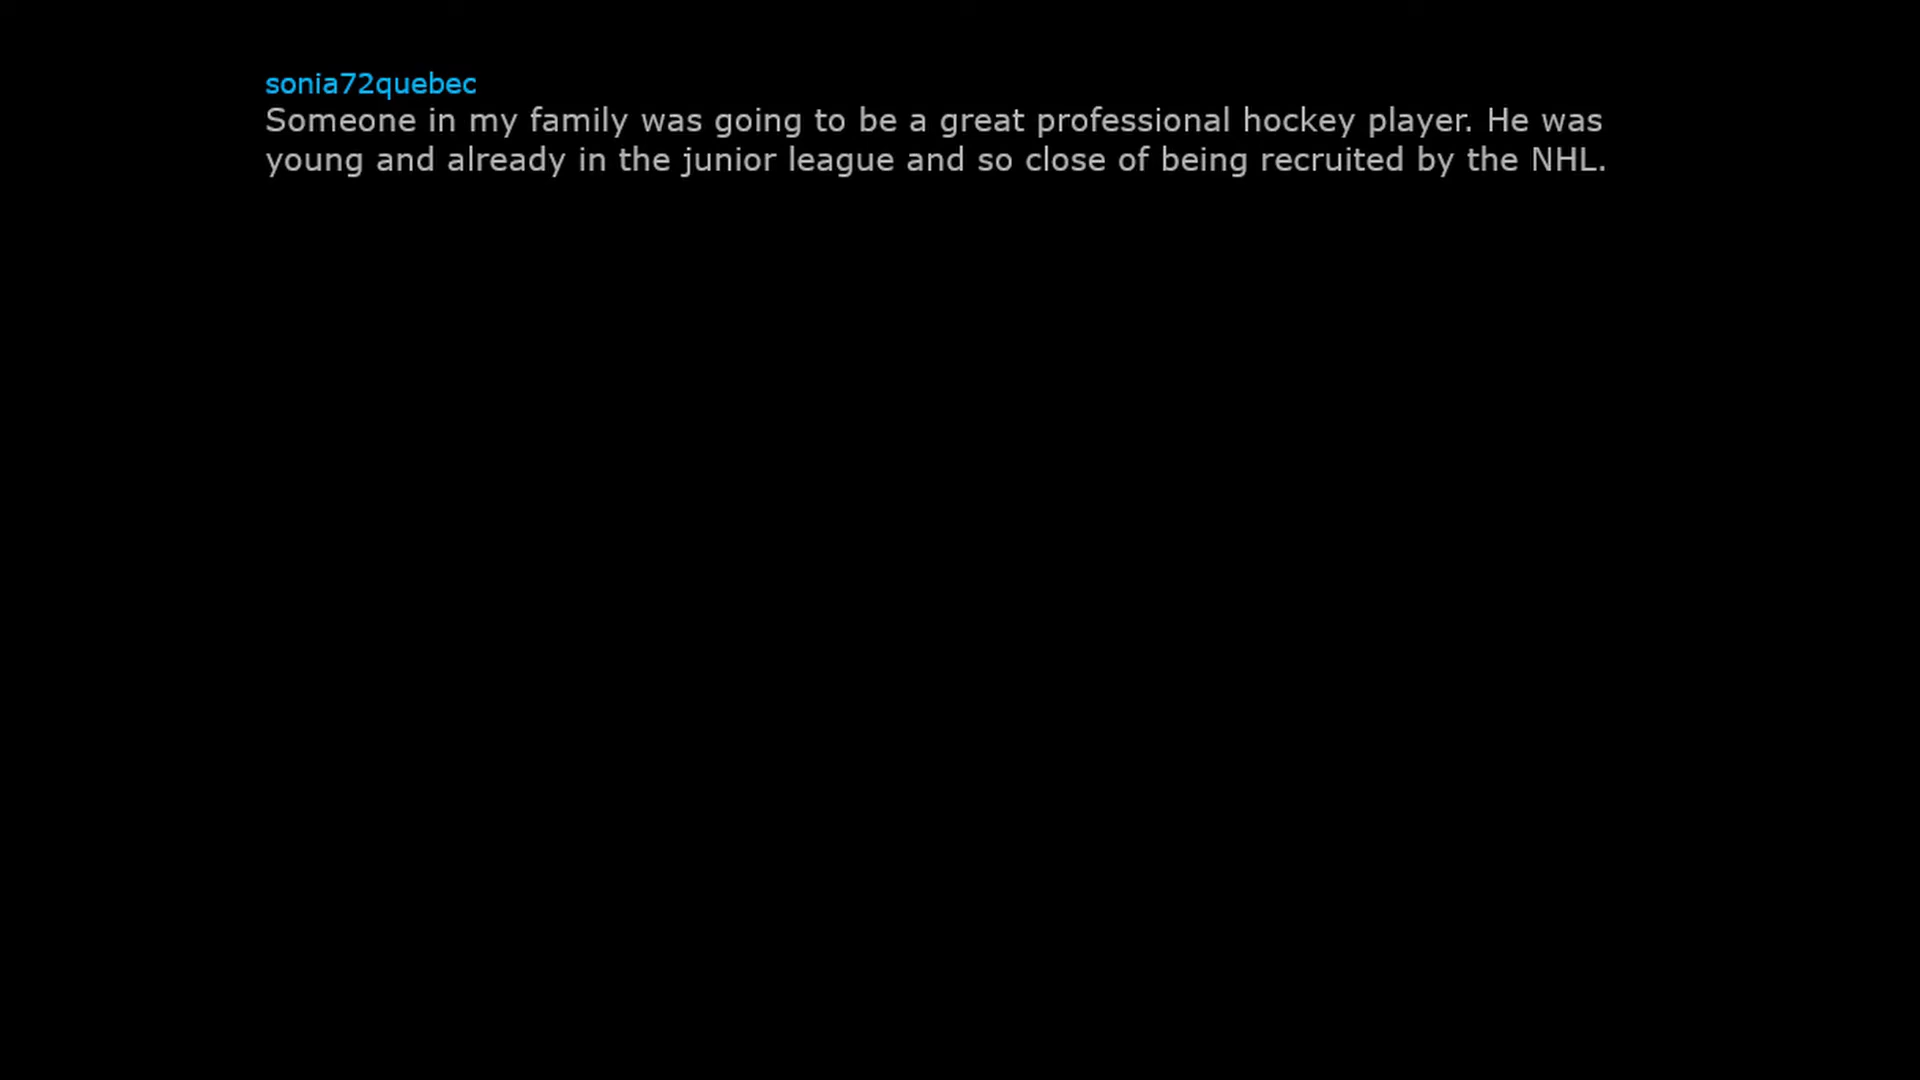 sonia72quebec
Someone in my family was going to be a great professional hockey player. He was
young and already in the junior league and so close of being recruited by the NHL.